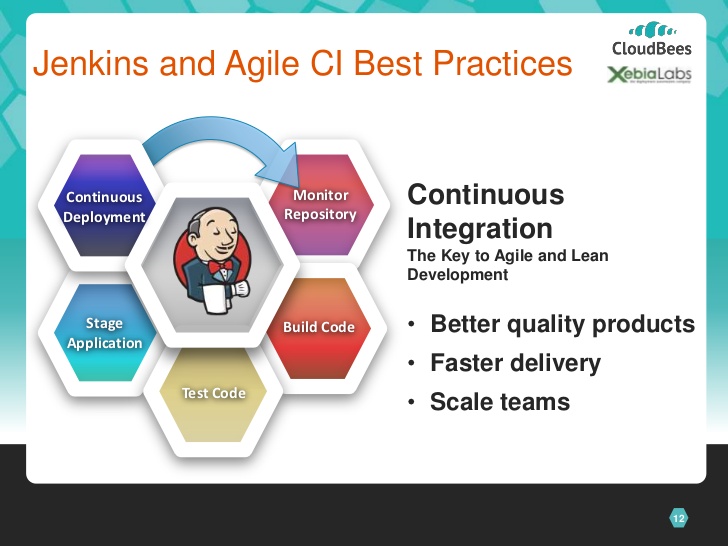 CloudBees
XebiaLabs
Jenkins and Agile CI Best Practices
Continuous
Deployment
Monitor
Repository
Stage
Application
Build Code
Test Code
Continuous
Integration
The Key to Agile and Lean
Development
• Better quality products
• Faster delivery
• Scale teams
12